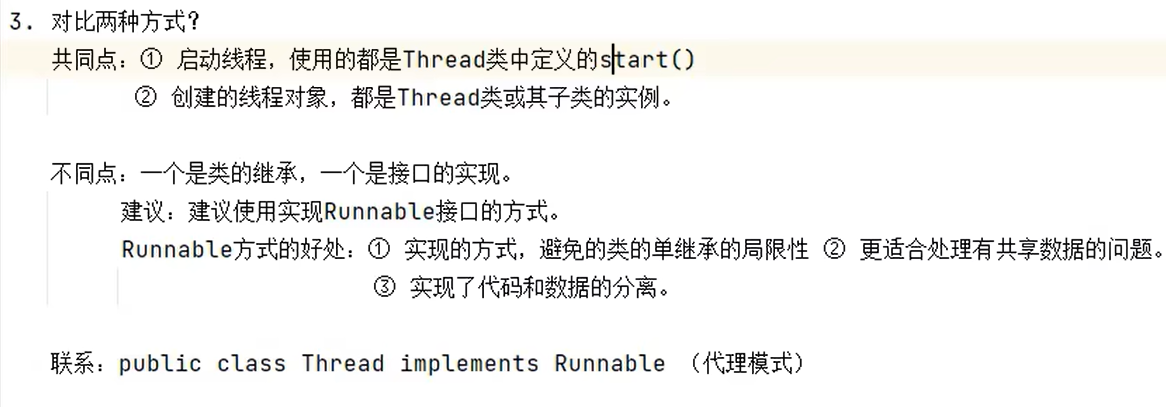 3. 对比两种方式？
共同点：① 启动线程，使用的都是Thread类中定义的start()
② 创建的线程对象，都是Thread类或其子类的实例。
不同点：一个是类的继承，一个是接口的实现。
建议：建议使用实现Runnable接口的方式。
Runnable方式的好处：① 实现的方式，避免的类的单继承的局限性 ② 更适合处理有共享数据的问题。
③ 实现了代码和数据的分离。
联系：public class Thread implements Runnable （代理模式）